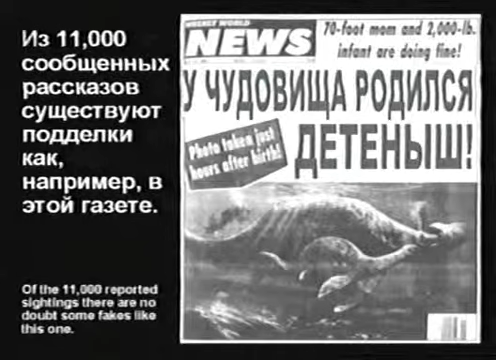 Из 11,000
сообщенных
рассказов
существуют
подделки
как,
например, в
этой газете.
Of the 11,000 reported
sightings there are no
doubt some fakes like
this one.
WEEKLY WORLD
NEWS
70-foot mom and 2,000-lb.
infant are doing fine!
У ЧУДОВИЩА РОДИЛСЯ
ДЕТЕНЫШ!
Photo taken just
hours after birth!